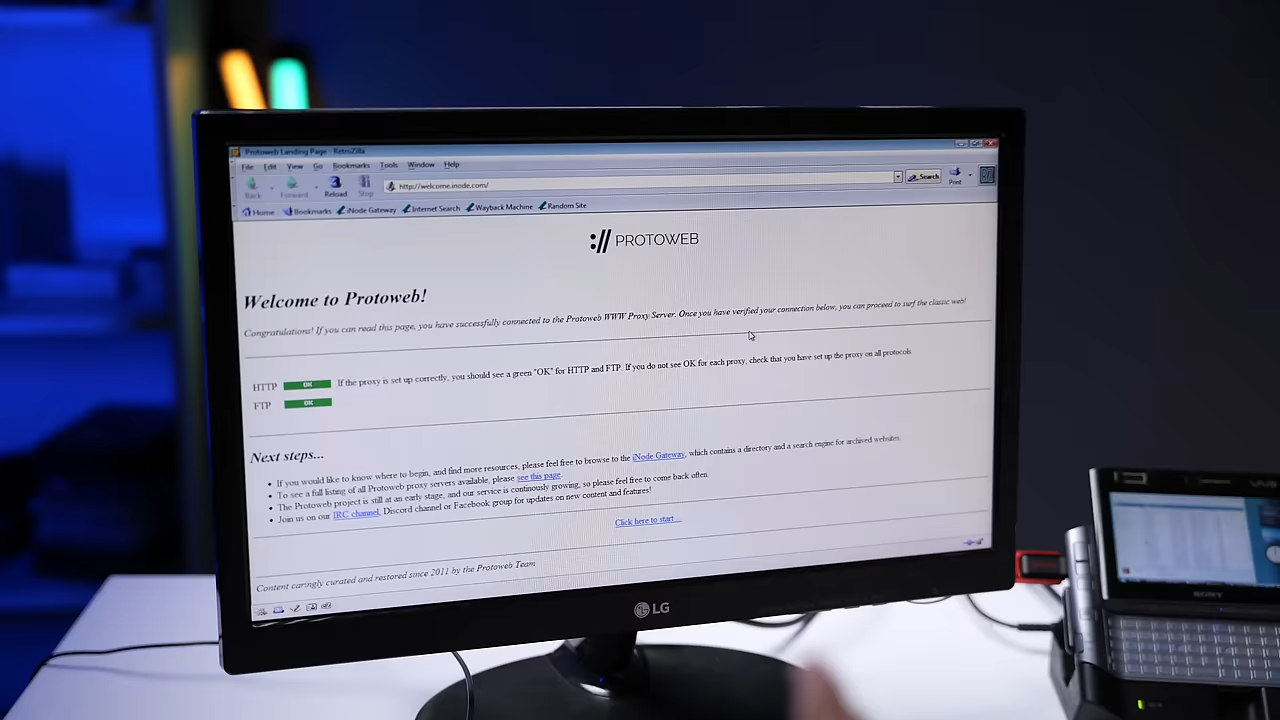 Protoweb Landing Page - RetroZilla
File Edit View Go Bookmarks Tools Window Help
Back Forward Reload Stop http://welcome.inode.com/ Search Print
Home Bookmarks iNode Gateway Internet Search Wayback Machine Random Site
:// PROTOWEB
Welcome to Protoweb!
Congratulations! If you can read this page, you have successfully connected to the Protoweb WWW Proxy Server. Once you have verified your connection below, you can proceed to surf the classic web!
HTTP OK If the proxy is set up correctly, you should see a green "OK" for HTTP and FTP. If you do not see OK for each proxy, check that you have set up the proxy on all protocols.
FTP OK
Next steps...
• If you would like to know where to begin, and find more resources, please feel free to browse to the iNode Gateway, which contains a directory and a search engine for archived websites.
• To see a full listing of all Protoweb proxy servers available, please see this page.
• The Protoweb project is still at an early stage, and our service is continously growing, so please feel free to come back often.
• Join us on our IRC channel, Discord channel or Facebook group for updates on new content and features!
Click here to start...
Content caringly curated and restored since 2011 by the Protoweb Team
LG
SONY